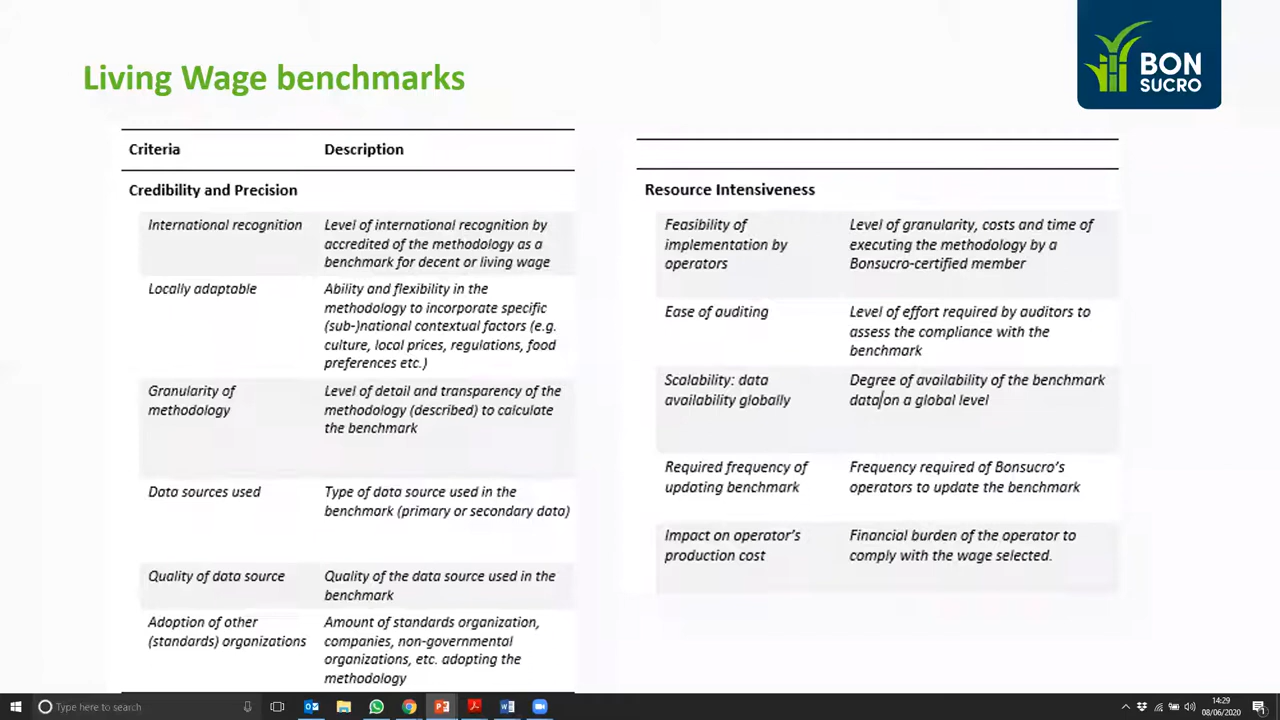 Living Wage benchmarks
BON
SUCRO
Criteria Description
Credibility and Precision
International recognition Level of international recognition by
accredited of the methodology as a
benchmark for decent or living wage
Locally adaptable Ability and flexibility in the
methodology to incorporate specific
(sub-)national contextual factors (e.g.
culture, local prices, regulations, food
preferences etc.)
Granularity of Level of detail and transparency of the
methodology methodology (described) to calculate
the benchmark
Data sources used Type of data source used in the
benchmark (primary or secondary data)
Quality of data source Quality of the data source used in the
benchmark
Adoption of other Amount of standards organization,
(standards) organizations companies, non-governmental
organizations, etc. adopting the
methodology
Resource Intensiveness
Feasibility of Level of granularity, costs and time of
implementation by executing the methodology by a
operators Bonsucro-certified member
Ease of auditing Level of effort required by auditors to
assess the compliance with the
benchmark
Scalability: data Degree of availability of the benchmark
availability globally data on a global level
Required frequency of Frequency required of Bonsucro's
updating benchmark operators to update the benchmark
Impact on operator's Financial burden of the operator to
production cost comply with the wage selected.
Type here to search
14:29
08/06/2020